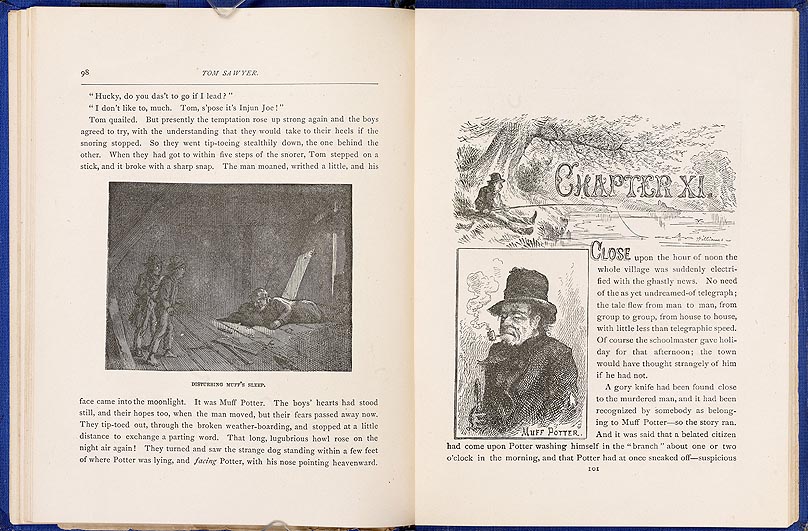 98
TOM SAWYER.
“Hucky, do you das't to go if I lead?”
“I don't like to, much. Tom, s'pose it's Injun Joe!”
Tom quailed. But presently the temptation rose up strong again and the boys
agreed to try, with the understanding that they would take to their heels if the
snoring stopped. So they went tip-toeing stealthily down, the one behind the
other. When they had got to within five steps of the snorer, Tom stepped on a
stick, and it broke with a sharp snap. The man moaned, writhed a little, and his
DISTURBING MUFF'S SLEEP.
face came into the moonlight. It was Muff Potter. The boys' hearts had stood
still, and their hopes too, when the man moved, but their fears passed away now.
They tip-toed out, through the broken weather-boarding, and stopped at a little
distance to exchange a parting word. That long, lugubrious howl rose on the
night air again! They turned and saw the strange dog standing within a few feet
of where Potter was lying, and facing Potter, with his nose pointing heavenward.
CHAPTER XI.
Williams
CLOSE upon the hour of noon the
whole village was suddenly electri-
fied with the ghastly news. No need
of the as yet undreamed-of telegraph;
the tale flew from man to man, from
group to group, from house to house,
with little less than telegraphic speed.
Of course the schoolmaster gave holi-
day for that afternoon; the town
would have thought strangely of him
if he had not.
A gory knife had been found close
to the murdered man, and it had been
recognized by somebody as belong-
ing to Muff Potter—so the story ran.
And it was said that a belated citizen
MUFF POTTER.
had come upon Potter washing himself in the “branch” about one or two
o'clock in the morning, and that Potter had at once sneaked off—suspicious
101